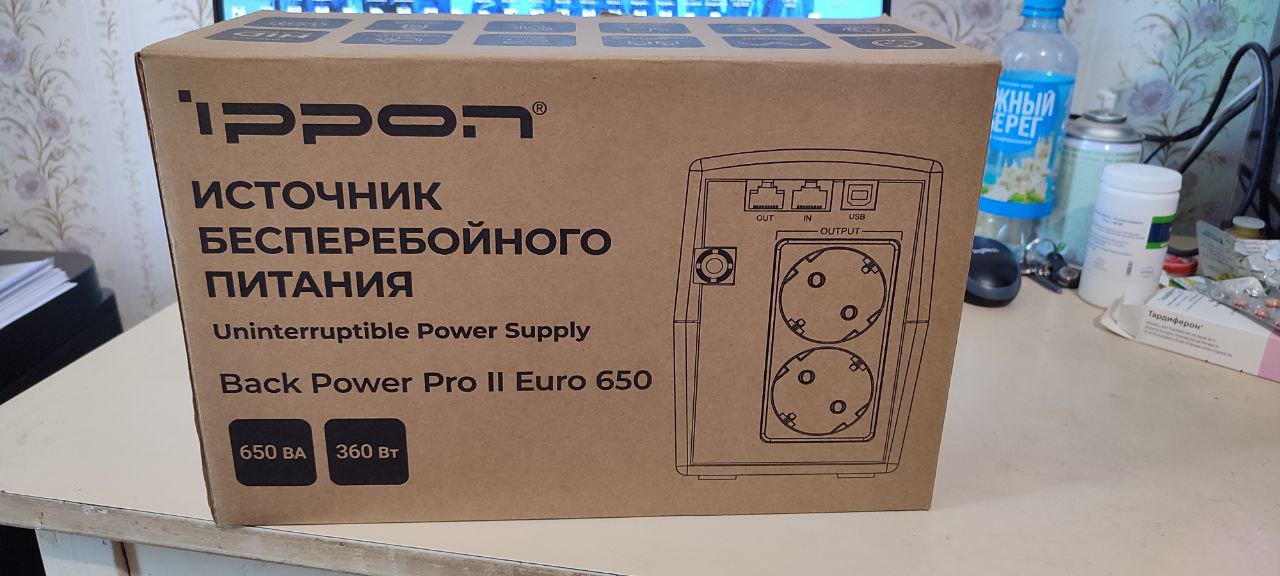 ippon®
ИСТОЧНИК
БЕСПЕРЕБОЙНОГО
ПИТАНИЯ
Uninterruptible Power Supply
Back Power Pro II Euro 650
650 ВА
360 Вт
OUT
IN
USB
OUTPUT
Тардиферон®